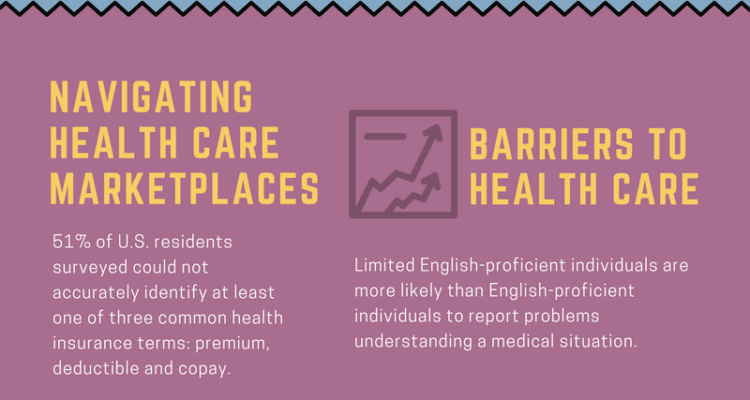 NAVIGATING
HEALTH CARE
MARKETPLACES
51% of U.S. residents
surveyed could not
accurately identify at least
one of three common health
insurance terms: premium,
deductible and copay.
BARRIERS TO
HEALTH CARE
Limited English-proficient individuals are
more likely than English-proficient
individuals to report problems
understanding a medical situation.